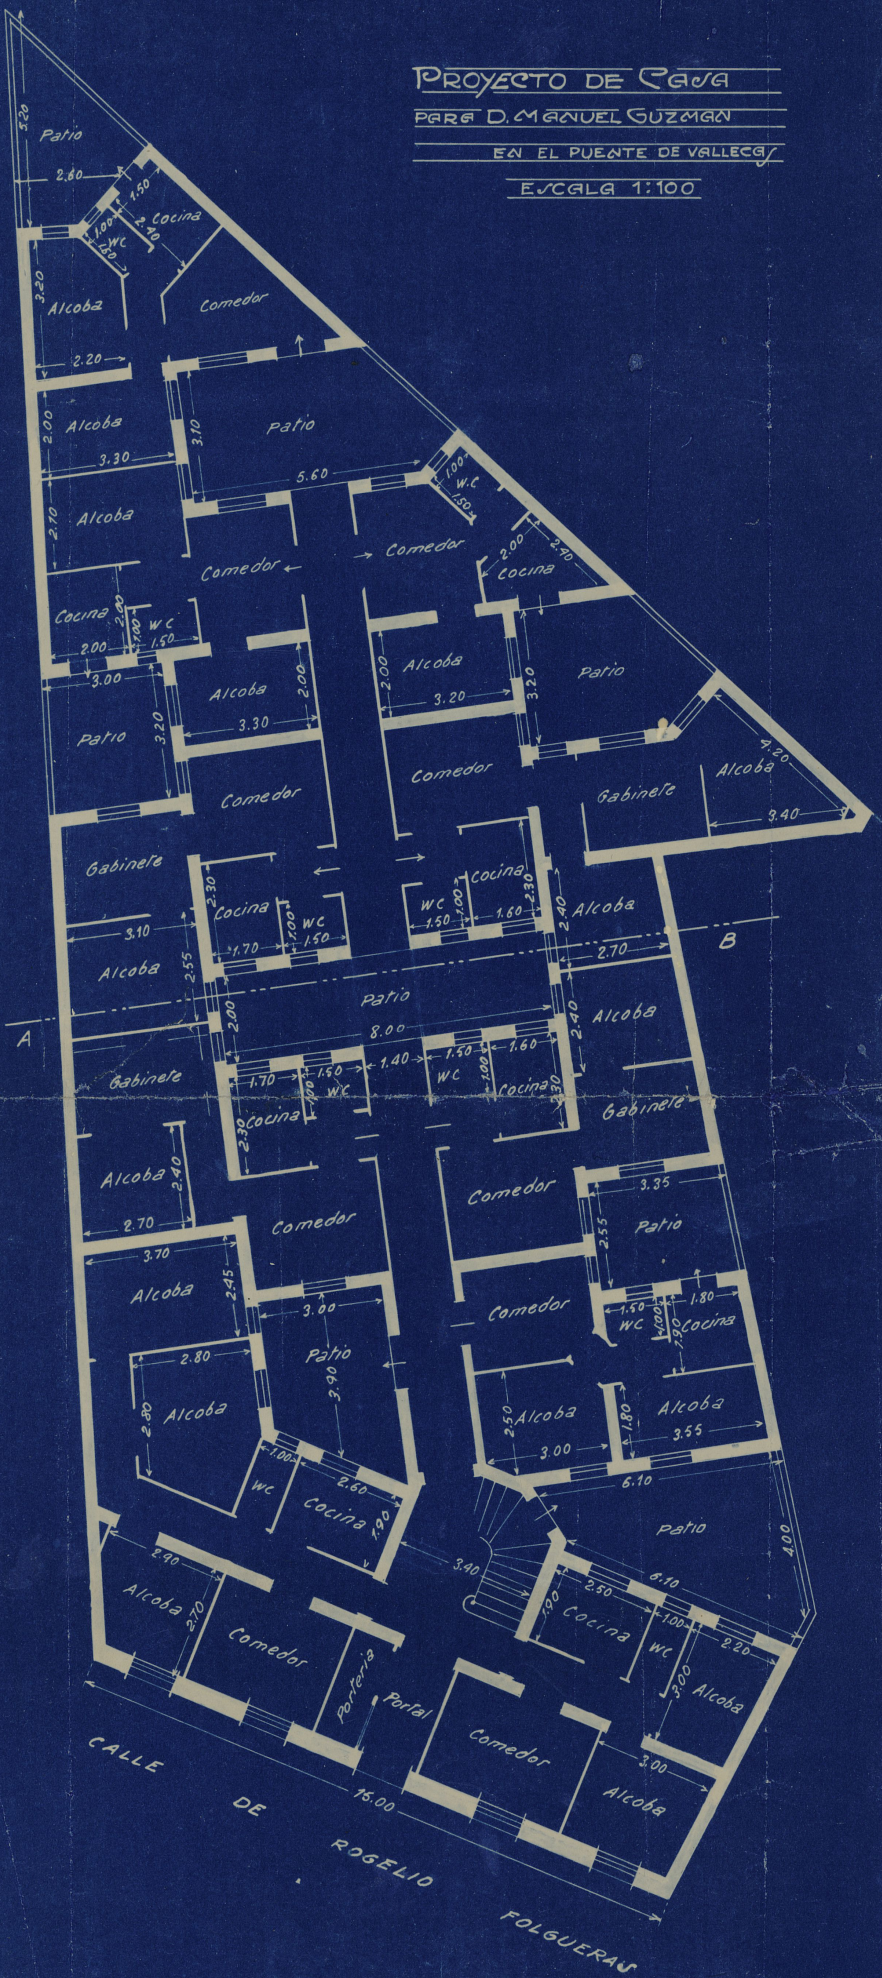 PROYECTO DE CASA
PARA D. MANUEL GUZMAN
EN EL PUENTE DE VALLECAS
ESCALA 1:100
5.20
Patio
2.60
1.50
Cocina
1.00
2.40
WC
1.50
3.20
Alcoba
Comedor
2.20
2.00
Alcoba
3.10
Patio
3.30
5.60
1.00
W.C
1.50
2.10
Alcoba
Comedor
Comedor
2.00
2.40
Cocina
Cocina
2.00
1.00
WC
2.00
1.50
3.00
Alcoba
2.00
3.30
2.00
Alcoba
3.20
3.20
Patio
Patio
3.20
Comedor
Comedor
4.20
Gabinete
Alcoba
3.40
Gabinete
2.30
Cocina
1.00
WC
1.70
1.50
WC
1.00
Cocina
2.30
1.50
1.60
2.40
Alcoba
2.70
B
3.10
Alcoba
2.55
A
2.00
Patio
8.00
2.40
Alcoba
Gabinete
1.70
1.50
1.40
1.50
1.60
1.00
WC
WC
1.00
Cocina
Cocina
2.30
2.30
Gabinete
Alcoba
2.40
2.70
Comedor
Comedor
3.35
2.55
Patio
3.70
Alcoba
2.45
3.00
Patio
3.90
Comedor
1.50
1.80
WC
1.00
1.90
Cocina
2.80
2.80
Alcoba
2.50
Alcoba
3.00
1.80
Alcoba
3.55
6.10
1.00
WC
2.60
Cocina
1.90
Patio
4.00
3.40
6.10
2.90
Alcoba
2.70
Comedor
Porteria
Portal
2.50
1.90
Cocina
1.00
WC
2.20
3.00
Alcoba
Comedor
3.00
Alcoba
16.00
CALLE
DE
ROGELIO
FOLGUERAS